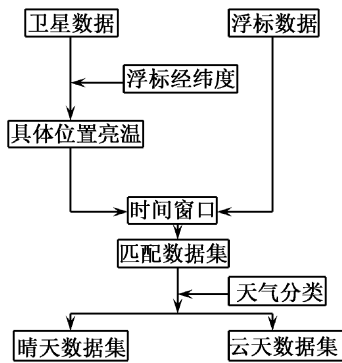 卫星数据
浮标数据
浮标经纬度
具体位置亮温
时间窗口
匹配数据集
天气分类
晴天数据集
云天数据集